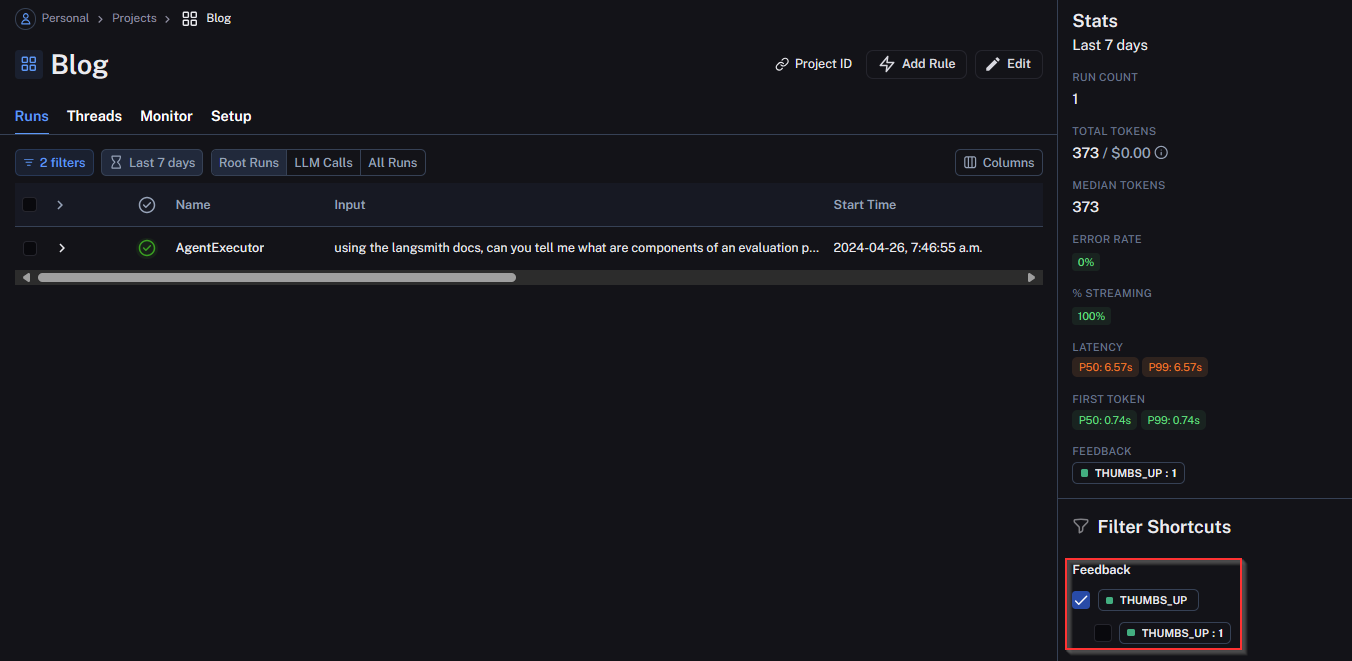 Personal > Projects > Blog
Blog
Project ID
Add Rule
Edit
Runs Threads Monitor Setup
2 filters
Last 7 days
Root Runs
LLM Calls
All Runs
Columns
Name Input Start Time
AgentExecutor using the langsmith docs, can you tell me what are components of an evaluation p... 2024-04-26, 7:46:55 a.m.
Stats
Last 7 days
RUN COUNT
1
TOTAL TOKENS
373 / $0.00
MEDIAN TOKENS
373
ERROR RATE
0%
% STREAMING
100%
LATENCY
P50: 6.57s P99: 6.57s
FIRST TOKEN
P50: 0.74s P99: 0.74s
FEEDBACK
THUMBS_UP : 1
Filter Shortcuts
Feedback
THUMBS_UP
THUMBS_UP : 1